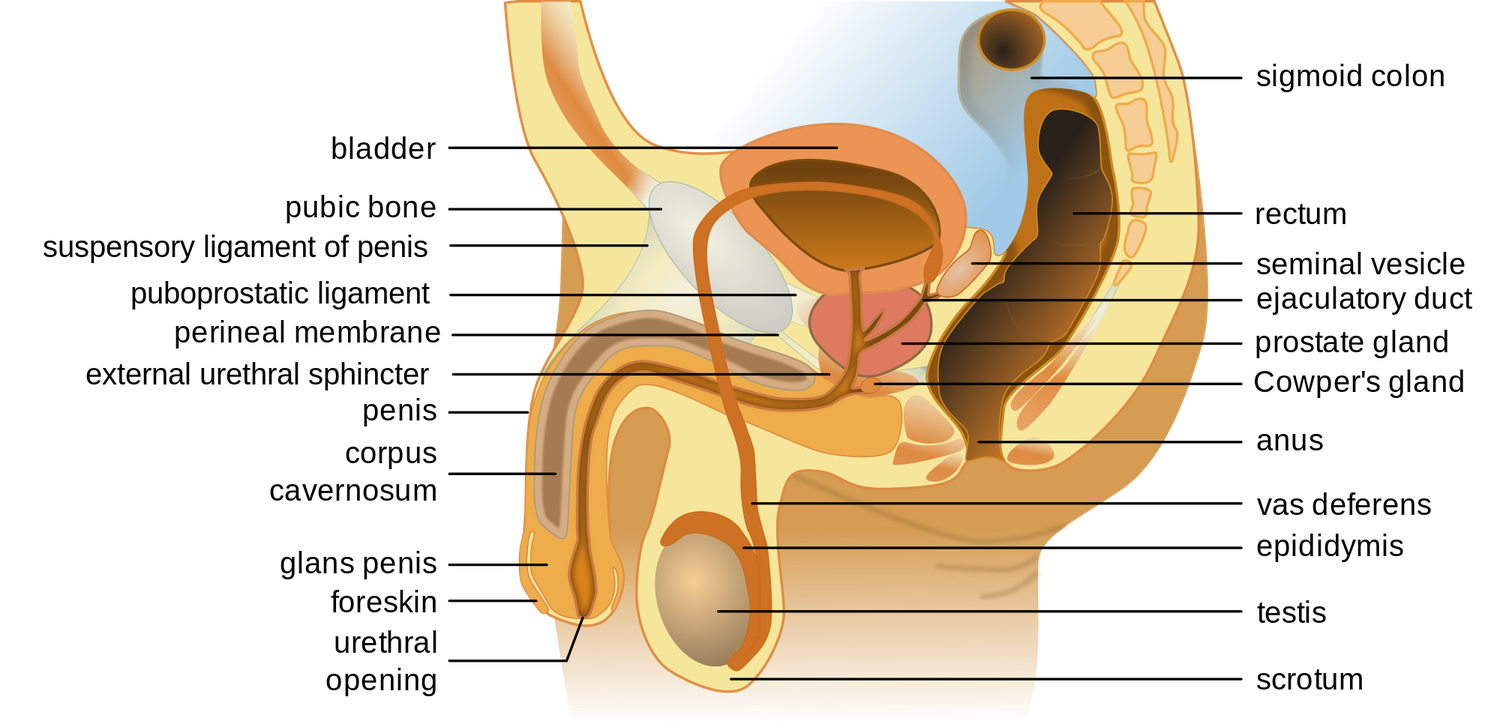 bladder
pubic bone
suspensory ligament of penis
puboprostatic ligament
perineal membrane
external urethral sphincter
penis
corpus
cavernosum
glans penis
foreskin
urethral
opening
sigmoid colon
rectum
seminal vesicle
ejaculatory duct
prostate gland
Cowper's gland
anus
vas deferens
epididymis
testis
scrotum